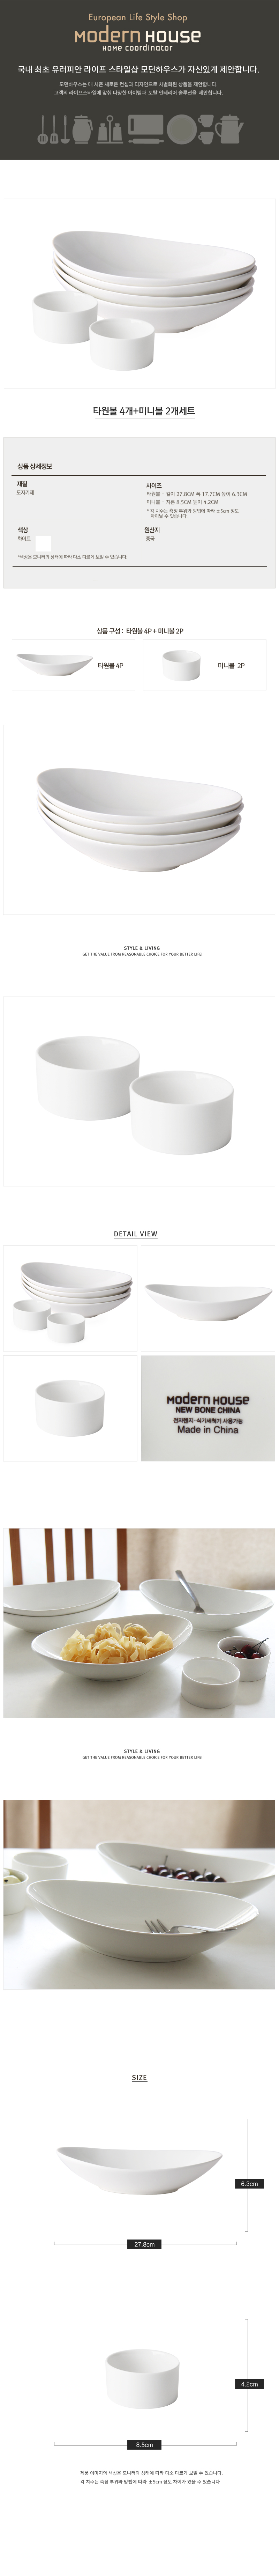 European Life Style Shop
Modern House
HOME COORDINATOR
국내 최초 유러피안 라이프 스타일샵 모던하우스가 자신있게 제안합니다.
모던하우스는 매 시즌 새로운 컨셉과 디자인으로 차별화된 상품을 제안합니다.
고객의 라이프스타일에 맞춰 다양한 아이템과 토탈 인테리어 솔루션을 제안합니다.
타원볼 4개+미니볼 2개세트
상품 상세정보
재질
도자기제
사이즈
타원볼 - 길이 27.8CM 폭 17.7CM 높이 6.3CM
미니볼 - 지름 8.5CM 높이 4.2CM
* 각 치수는 측정 부위와 방법에 따라 ±5cm 정도
차이날 수 있습니다.
색상
화이트
*색상은 모니터의 상태에 따라 다소 다르게 보일 수 있습니다.
원산지
중국
상품 구성 : 타원볼 4P + 미니볼 2P
타원볼 4P
미니볼 2P
STYLE & LIVING
GET THE VALUE FROM REASONABLE CHOICE FOR YOUR BETTER LIFE!
DETAIL VIEW
Modern House
NEW BONE CHINA
전자렌지·식기세척기 사용가능
Made in China
STYLE & LIVING
GET THE VALUE FROM REASONABLE CHOICE FOR YOUR BETTER LIFE!
SIZE
6.3cm
27.8cm
4.2cm
8.5cm
제품 이미지의 색상은 모니터의 상태에 따라 다소 다르게 보일 수 있습니다.
각 치수는 측정 부위와 방법에 따라 ±5cm 정도 차이가 있을 수 있습니다